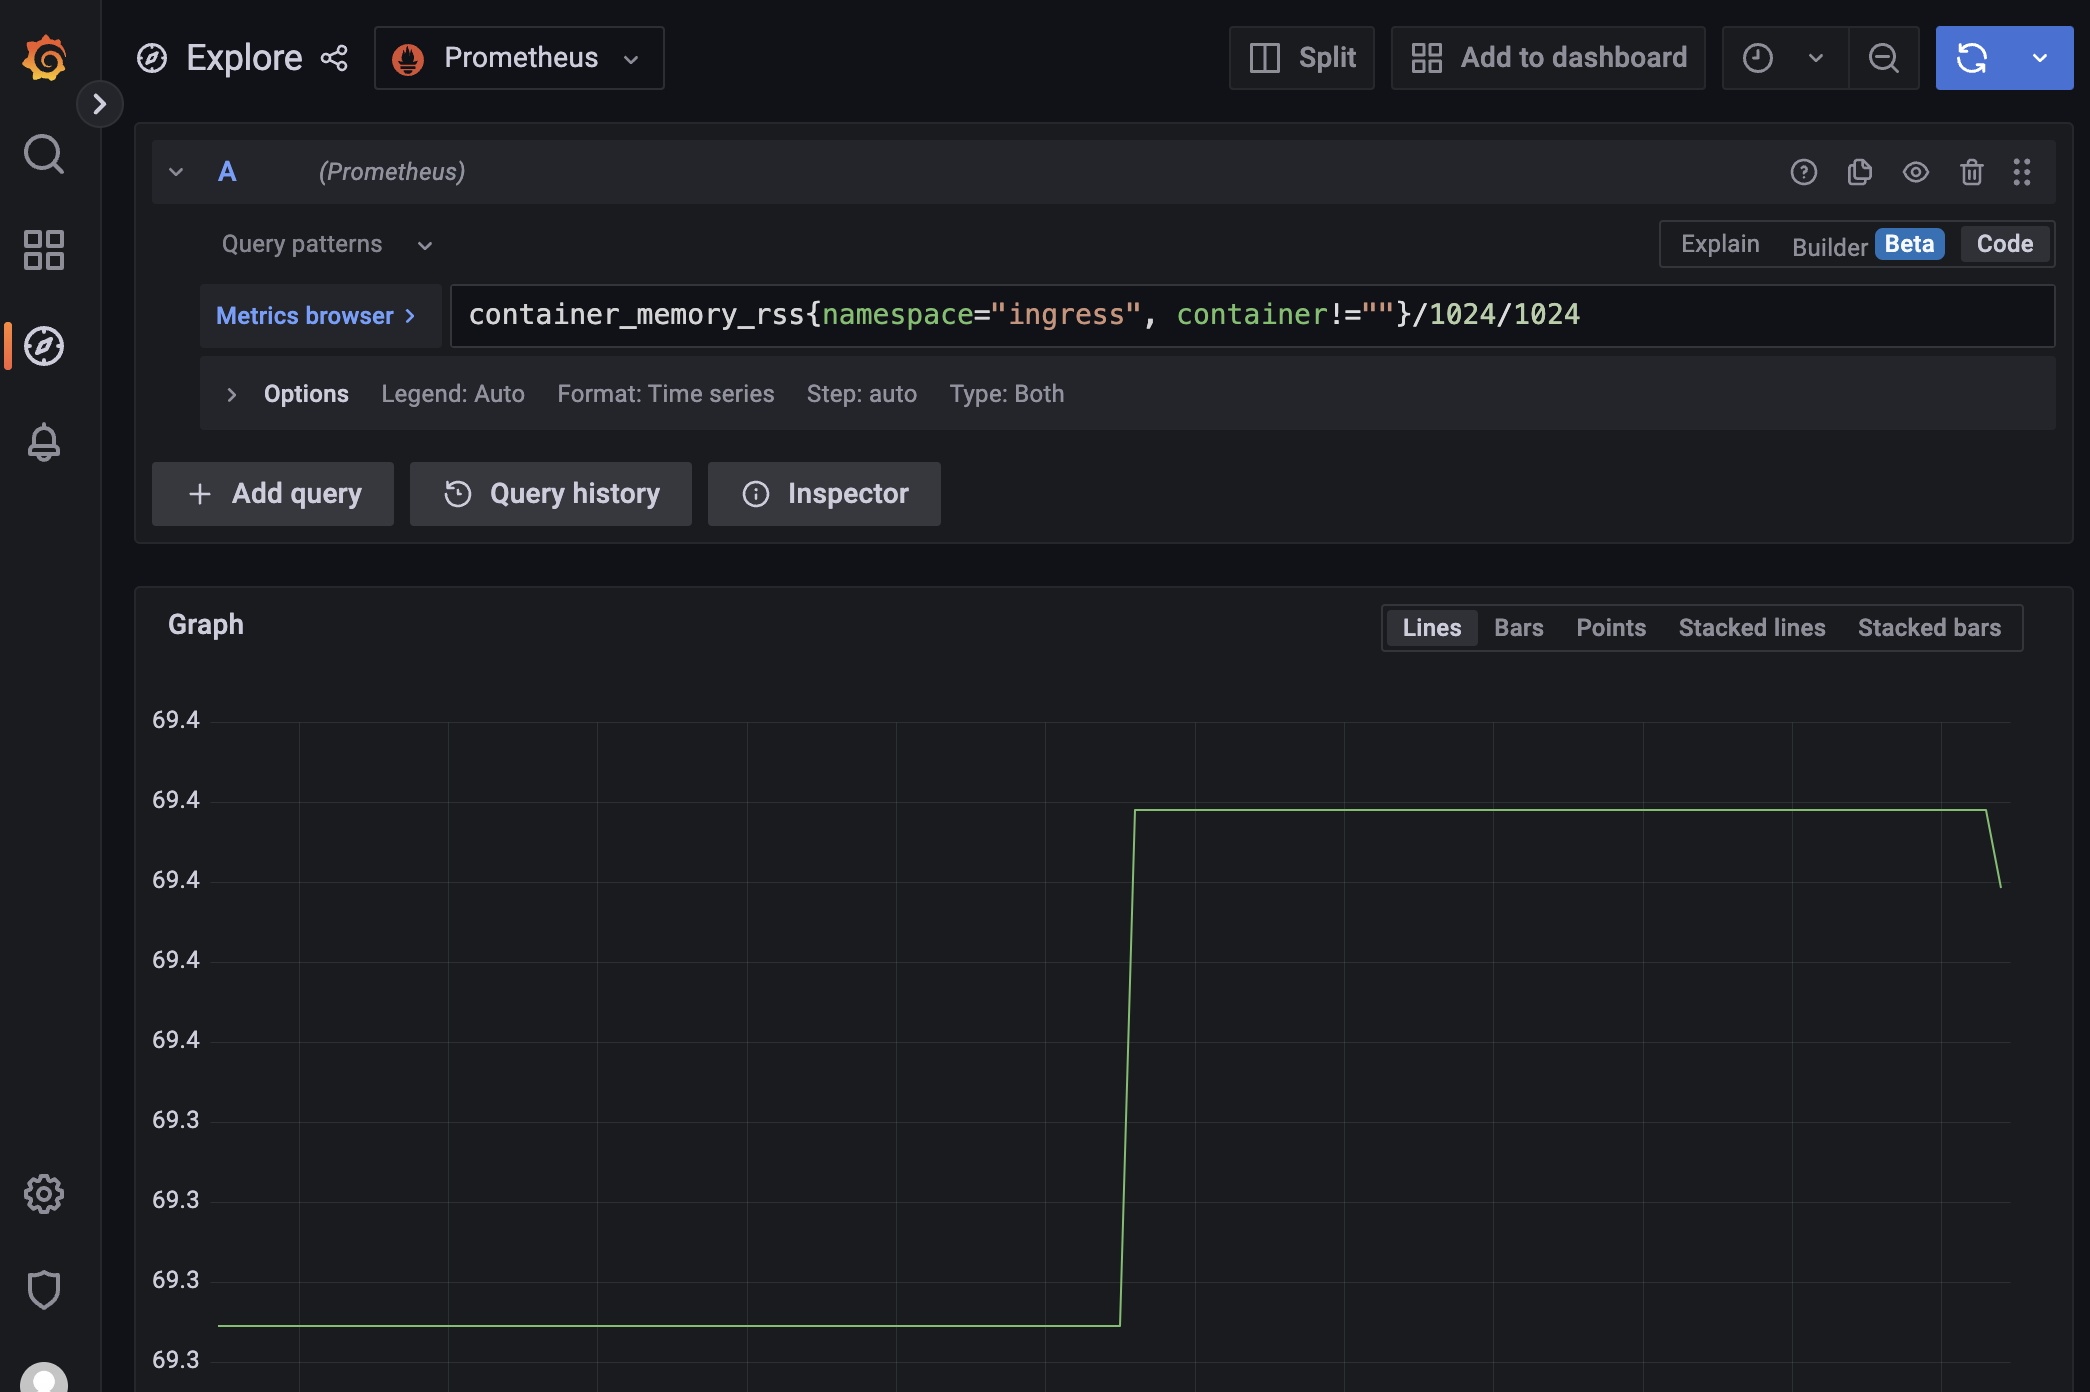 Explore Prometheus Split Add to dashboard
A (Prometheus)
Query patterns Explain Builder Beta Code
Metrics browser > container_memory_rss{namespace="ingress", container!=""}/1024/1024
Options Legend: Auto Format: Time series Step: auto Type: Both
+ Add query Query history Inspector
Graph Lines Bars Points Stacked lines Stacked bars
69.4
69.4
69.4
69.4
69.4
69.3
69.3
69.3
69.3